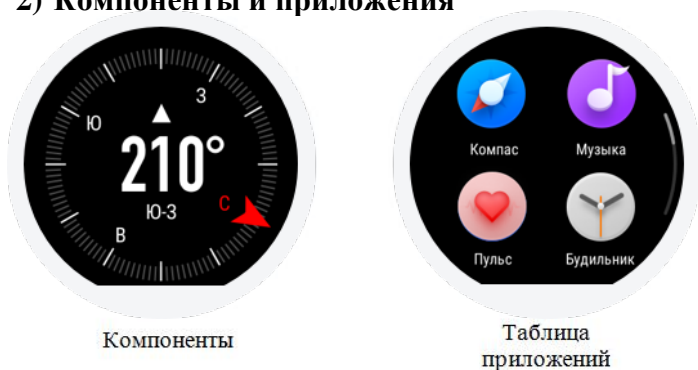 2) Компоненты и приложения
З
Ю
210°
Ю-З
С
В
Компас
Музыка
Пульс
Будильник
Компоненты
Таблица
приложений